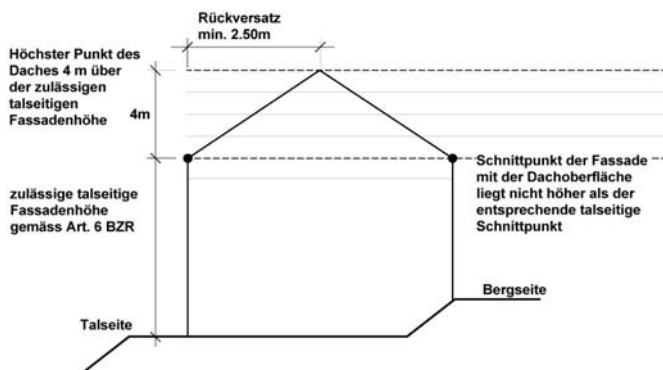 Rückversatz
min. 2.50m
Höchster Punkt des
Daches 4 m über
der zulässigen
talseitigen
Fassadenhöhe
4m
zulässige talseitige
Fassadenhöhe
gemäss Art. 6 BZR
Schnittpunkt der Fassade
mit der Dachoberfläche
liegt nicht höher als der
entsprechende talseitige
Schnittpunkt
Bergseite
Talseite